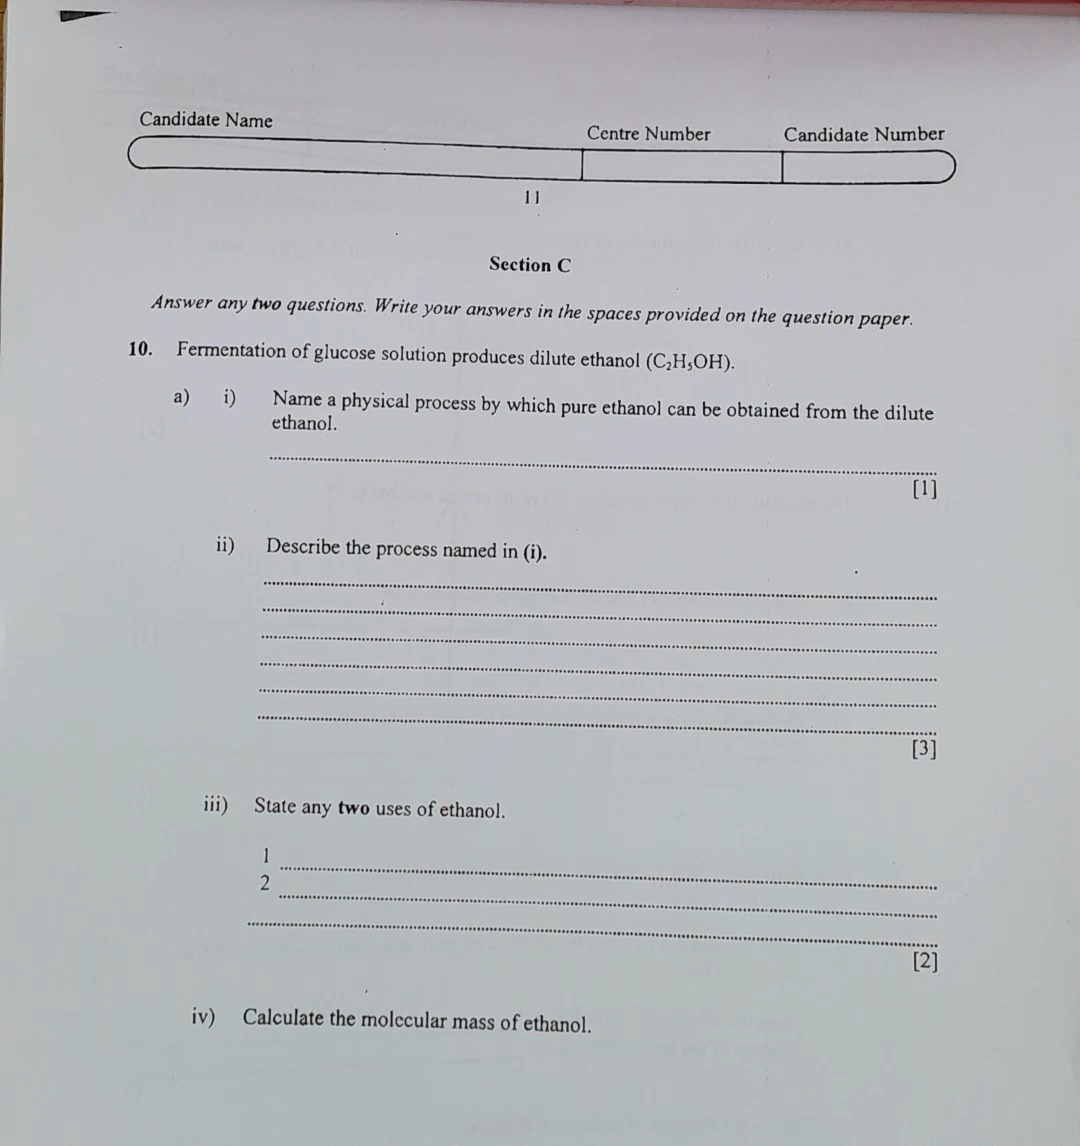 Candidate Name
Centre Number
Candidate Number
11
Section C
Answer any two questions. Write your answers in the spaces provided on the question paper.
10. Fermentation of glucose solution produces dilute ethanol (C₂H₅OH).
a) i) Name a physical process by which pure ethanol can be obtained from the dilute
ethanol.
[1]
ii) Describe the process named in (i).
[3]
iii) State any two uses of ethanol.
1
2
[2]
iv) Calculate the molecular mass of ethanol.